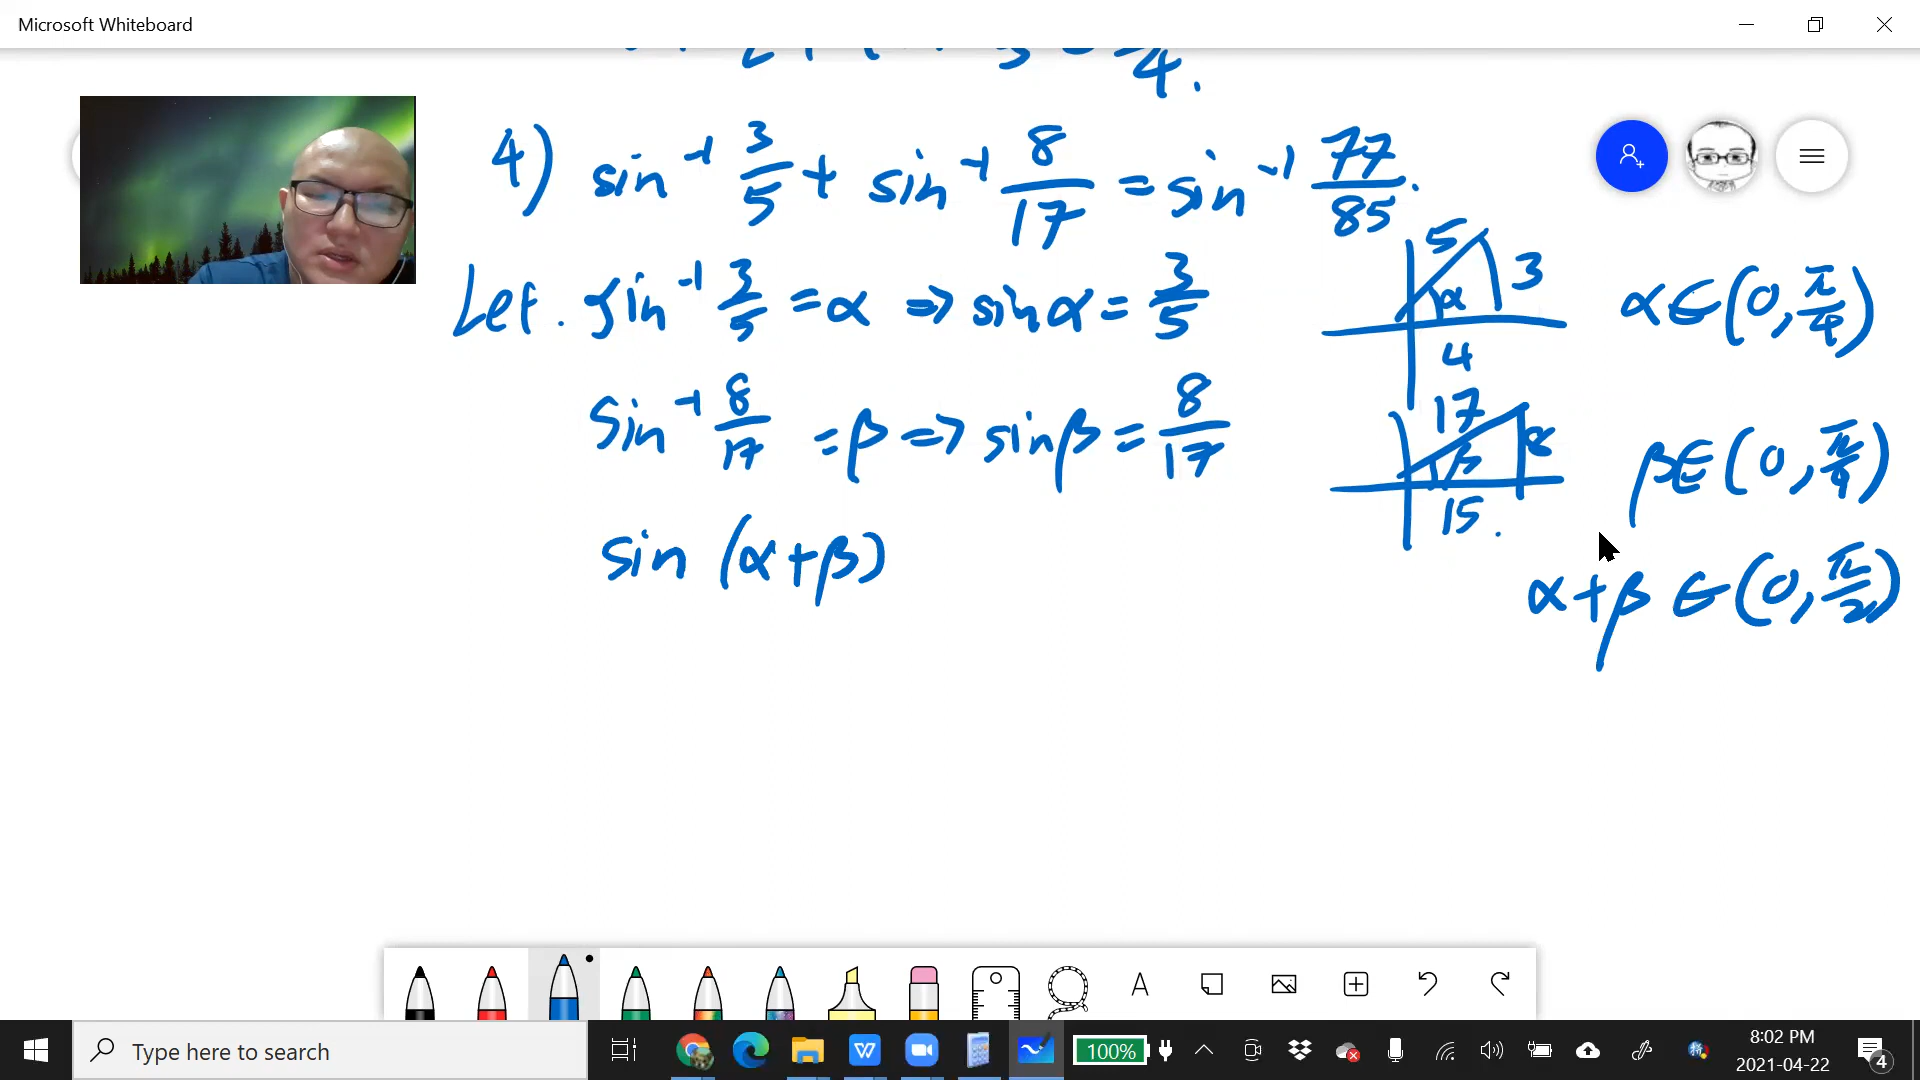 Microsoft Whiteboard
4.
4) sin⁻¹ 3/5 + sin⁻¹ 8/17 = sin⁻¹ 77/85.
Let. sin⁻¹ 3/5 = α ⇒ sinα = 3/5
5 3 α 4
α ∈ (0, π/4)
sin⁻¹ 8/17 = β ⇒ sinβ = 8/17
17 8 β 15.
β ∈ (0, π/4)
sin (α+β)
α+β ∈ (0, π/2)
A
Type here to search
100%
8:02 PM
2021-04-22
4